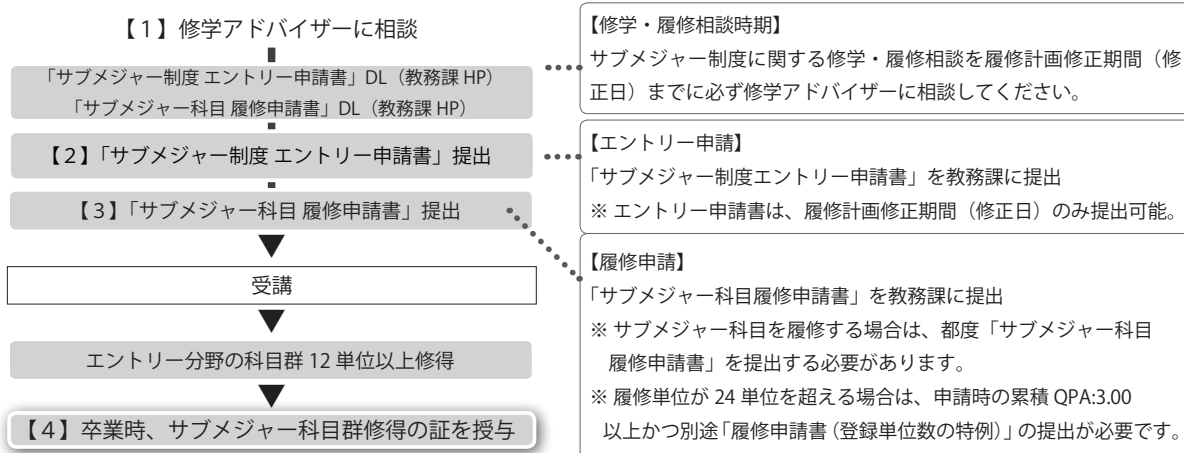 【１】修学アドバイザーに相談
「サブメジャー制度 エントリー申請書」DL（教務課 HP）
「サブメジャー科目 履修申請書」DL（教務課 HP）
【２】「サブメジャー制度 エントリー申請書」提出
【３】「サブメジャー科目 履修申請書」提出
受講
エントリー分野の科目群 12 単位以上修得
【４】卒業時、サブメジャー科目群修得の証を授与
【修学・履修相談時期】
サブメジャー制度に関する修学・履修相談を履修計画修正期間（修
正日）までに必ず修学アドバイザーに相談してください。
【エントリー申請】
「サブメジャー制度エントリー申請書」を教務課に提出
※ エントリー申請書は、履修計画修正期間（修正日）のみ提出可能。
【履修申請】
「サブメジャー科目履修申請書」を教務課に提出
※ サブメジャー科目を履修する場合は、都度「サブメジャー科目
履修申請書」を提出する必要があります。
※ 履修単位が 24 単位を超える場合は、申請時の累積 QPA:3.00
以上かつ別途「履修申請書（登録単位数の特例）」の提出が必要です。